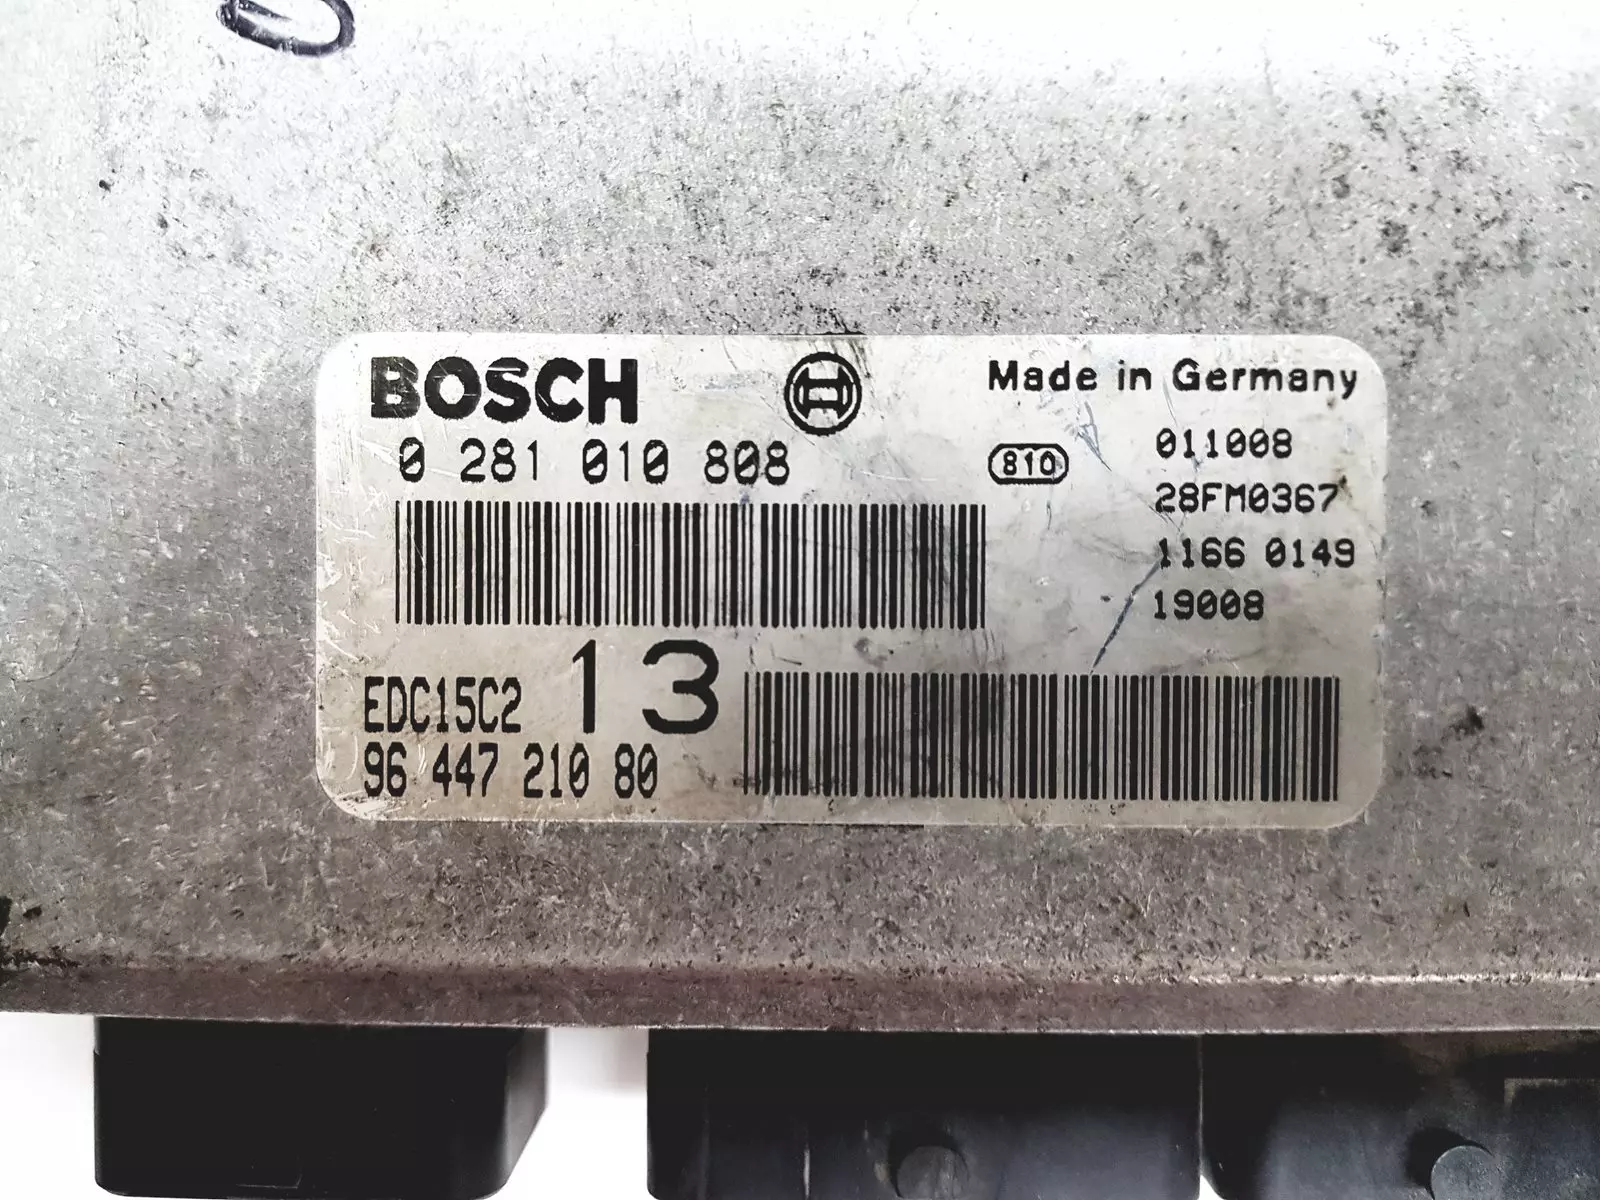 BOSCH
Made in Germany
0 281 010 808
810
011008
28FM0367
1166 0149
19008
EDC15C2
13
96 447 210 80